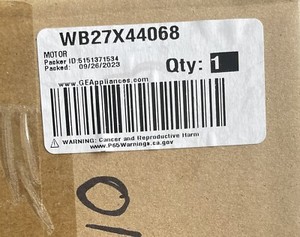 WB27X44068
MOTOR
Packer ID:5151371534
Packed: 09/26/2023
Qty: 1
www.GEAppliances.com
WARNING: Cancer and Reproductive Harm
www.P65Warnings.ca.gov
10